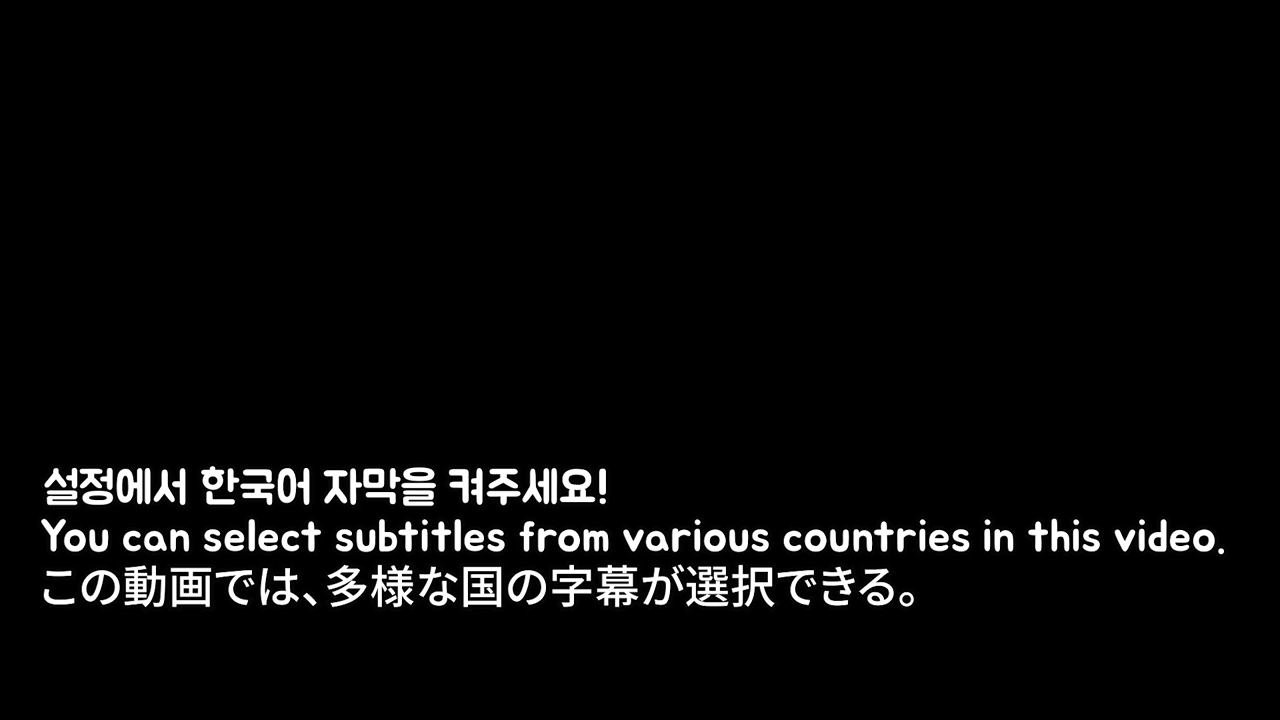 설정에서 한국어 자막을 켜주세요!
You can select subtitles from various countries in this video.
この動画では、多様な国の字幕が選択できる。